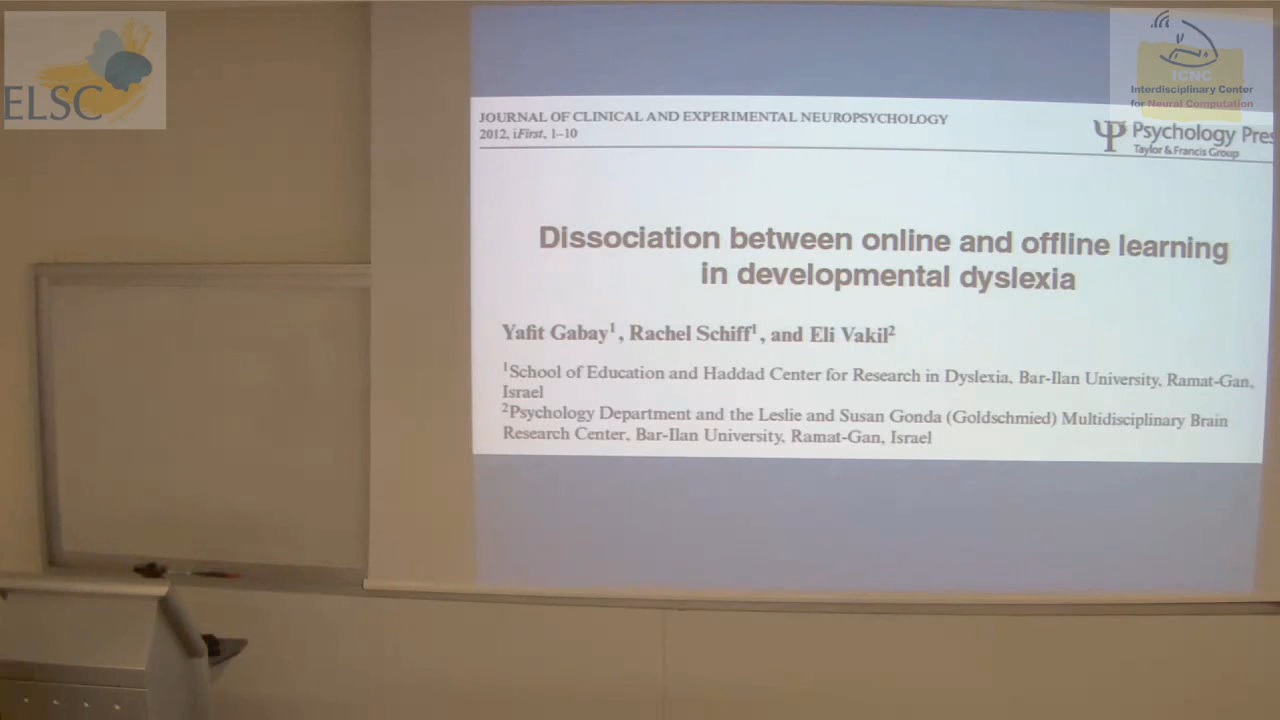 ELSC
ICNC
Interdisciplinary Center
for Neural Computation
JOURNAL OF CLINICAL AND EXPERIMENTAL NEUROPSYCHOLOGY
2012, iFirst, 1–10
Psychology Pres
Taylor & Francis Group
Dissociation between online and offline learning
in developmental dyslexia
Yafit Gabay¹, Rachel Schiff¹, and Eli Vakil²
¹School of Education and Haddad Center for Research in Dyslexia, Bar-Ilan University, Ramat-Gan,
Israel
²Psychology Department and the Leslie and Susan Gonda (Goldschmied) Multidisciplinary Brain
Research Center, Bar-Ilan University, Ramat-Gan, Israel